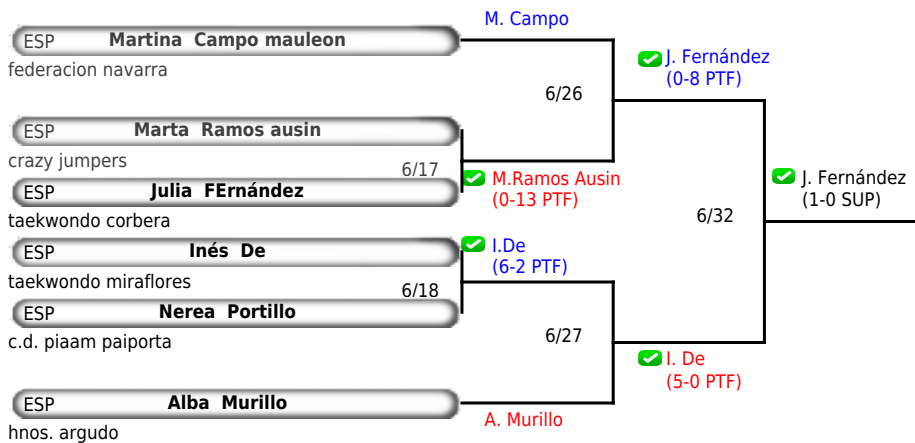 M. Campo
ESP Martina Campo mauleon
federacion navarra
J. Fernández
(0-8 PTF)
6/26
ESP Marta Ramos ausin
crazy jumpers
6/17
M.Ramos Ausin
(0-13 PTF)
ESP Julia FErnández
taekwondo corbera
J. Fernández
(1-0 SUP)
6/32
ESP Inés De
taekwondo miraflores
I.De
(6-2 PTF)
6/18
ESP Nerea Portillo
c.d. piaam paiporta
6/27
I. De
(5-0 PTF)
ESP Alba Murillo
hnos. argudo
A. Murillo